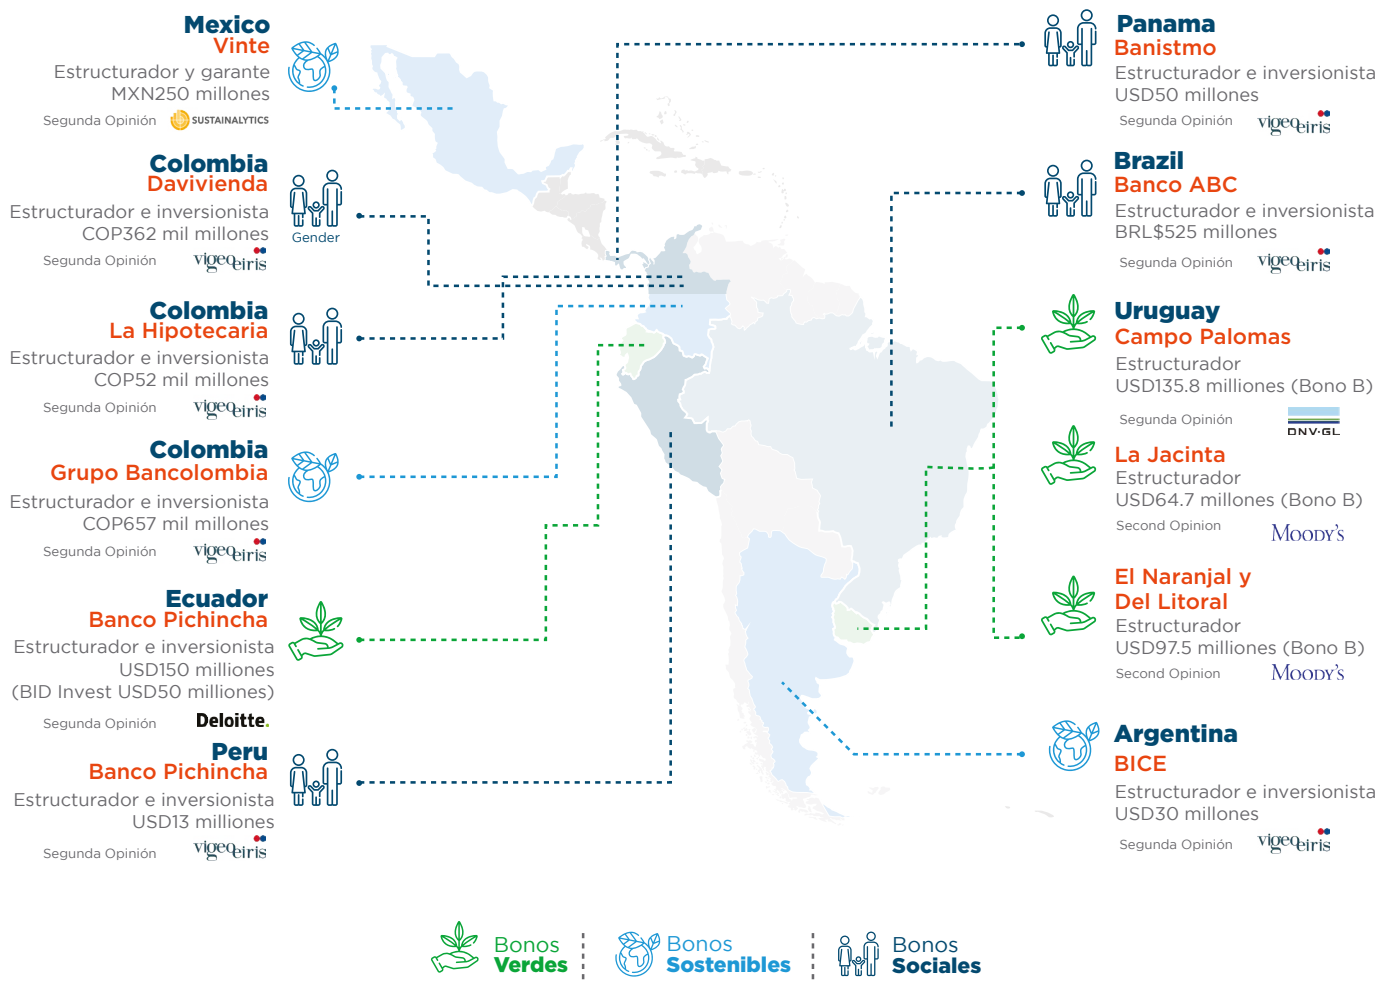 Mexico
Vinte
Estructurador y garante
MXN250 millones
Segunda Opinión SUSTAINALYTICS
Colombia
Davivienda
Estructurador e inversionista
COP362 mil millones
Segunda Opinión vigeoeiris
Gender
Colombia
La Hipotecaria
Estructurador e inversionista
COP52 mil millones
Segunda Opinión vigeoeiris
Colombia
Grupo Bancolombia
Estructurador e inversionista
COP657 mil millones
Segunda Opinión vigeoeiris
Ecuador
Banco Pichincha
Estructurador e inversionista
USD150 milliones
(BID Invest USD50 milliones)
Segunda Opinión Deloitte.
Peru
Banco Pichincha
Estructurador e inversionista
USD13 milliones
Segunda Opinión vigeoeiris
Panama
Banistmo
Estructurador e inversionista
USD50 millones
Segunda Opinión vigeoeiris
Brazil
Banco ABC
Estructurador e inversionista
BRL$525 millones
Segunda Opinión vigeoeiris
Uruguay
Campo Palomas
Estructurador
USD135.8 milliones (Bono B)
Segunda Opinión DNV·GL
La Jacinta
Estructurador
USD64.7 millones (Bono B)
Second Opinion MOODY'S
El Naranjal y
Del Litoral
Estructurador
USD97.5 milliones (Bono B)
Second Opinion MOODY'S
Argentina
BICE
Estructurador e inversionista
USD30 millones
Segunda Opinión vigeoeiris
Bonos
Verdes
Bonos
Sostenibles
Bonos
Sociales